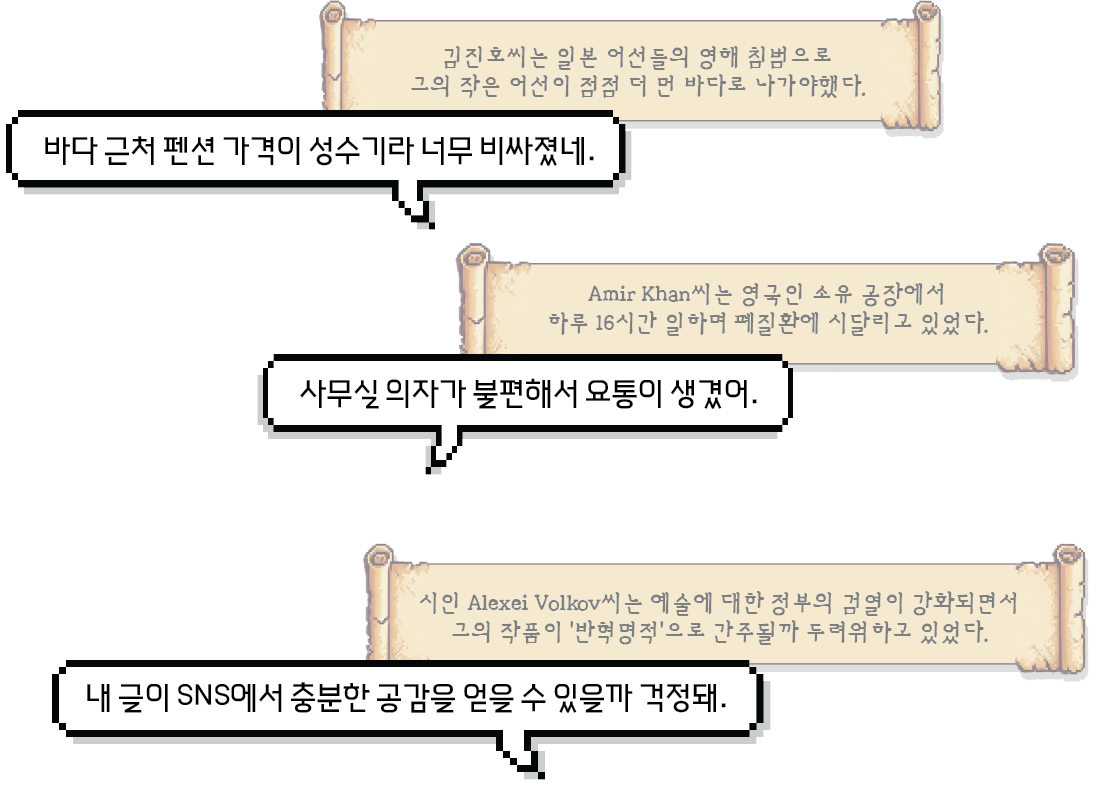 김진호씨는 일본 어선들의 영해 침범으로
그의 작은 어선이 점점 더 먼 바다로 나가야했다.
바다 근처 펜션 가격이 성수기라 너무 비싸졌네.
Amir Khan씨는 영국인 소유 공장에서
하루 16시간 일하며 폐질환에 시달리고 있었다.
사무실 의자가 불편해서 요통이 생겼어.
시인 Alexei Volkov씨는 예술에 대한 정부의 검열이 강화되면서
그의 작품이 '반혁명적'으로 간주될까 두려워하고 있었다.
내 글이 SNS에서 충분한 공감을 얻을 수 있을까 걱정돼.